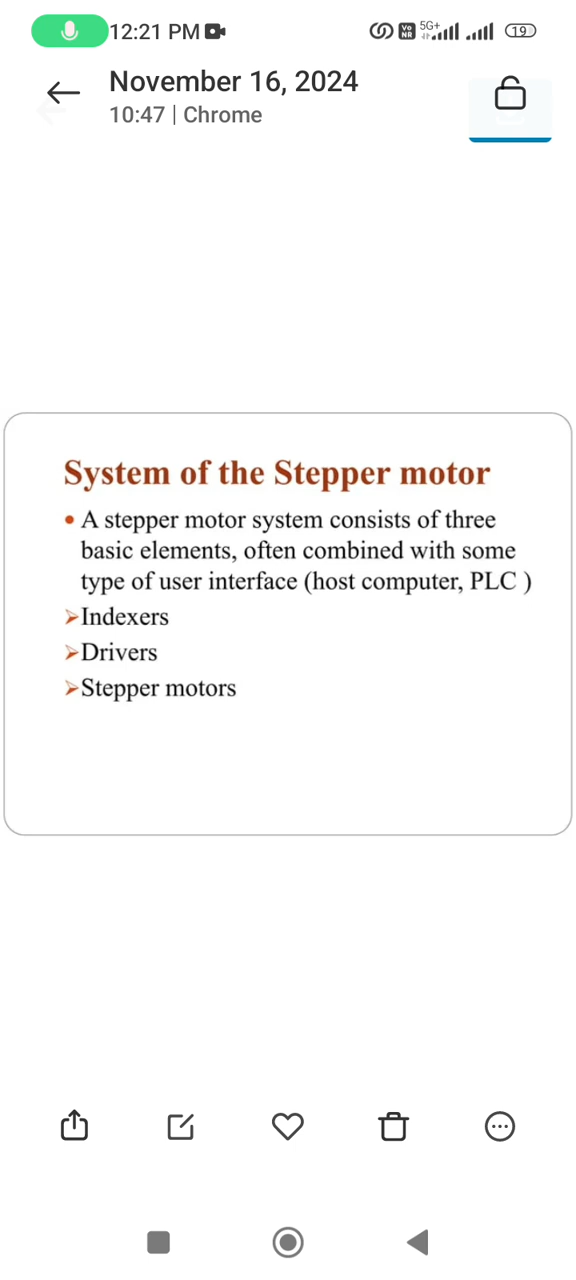 12:21 PM
5G+
Vo
NR
19
November 16, 2024
10:47 | Chrome
System of the Stepper motor
• A stepper motor system consists of three
basic elements, often combined with some
type of user interface (host computer, PLC )
➢Indexers
➢Drivers
➢Stepper motors